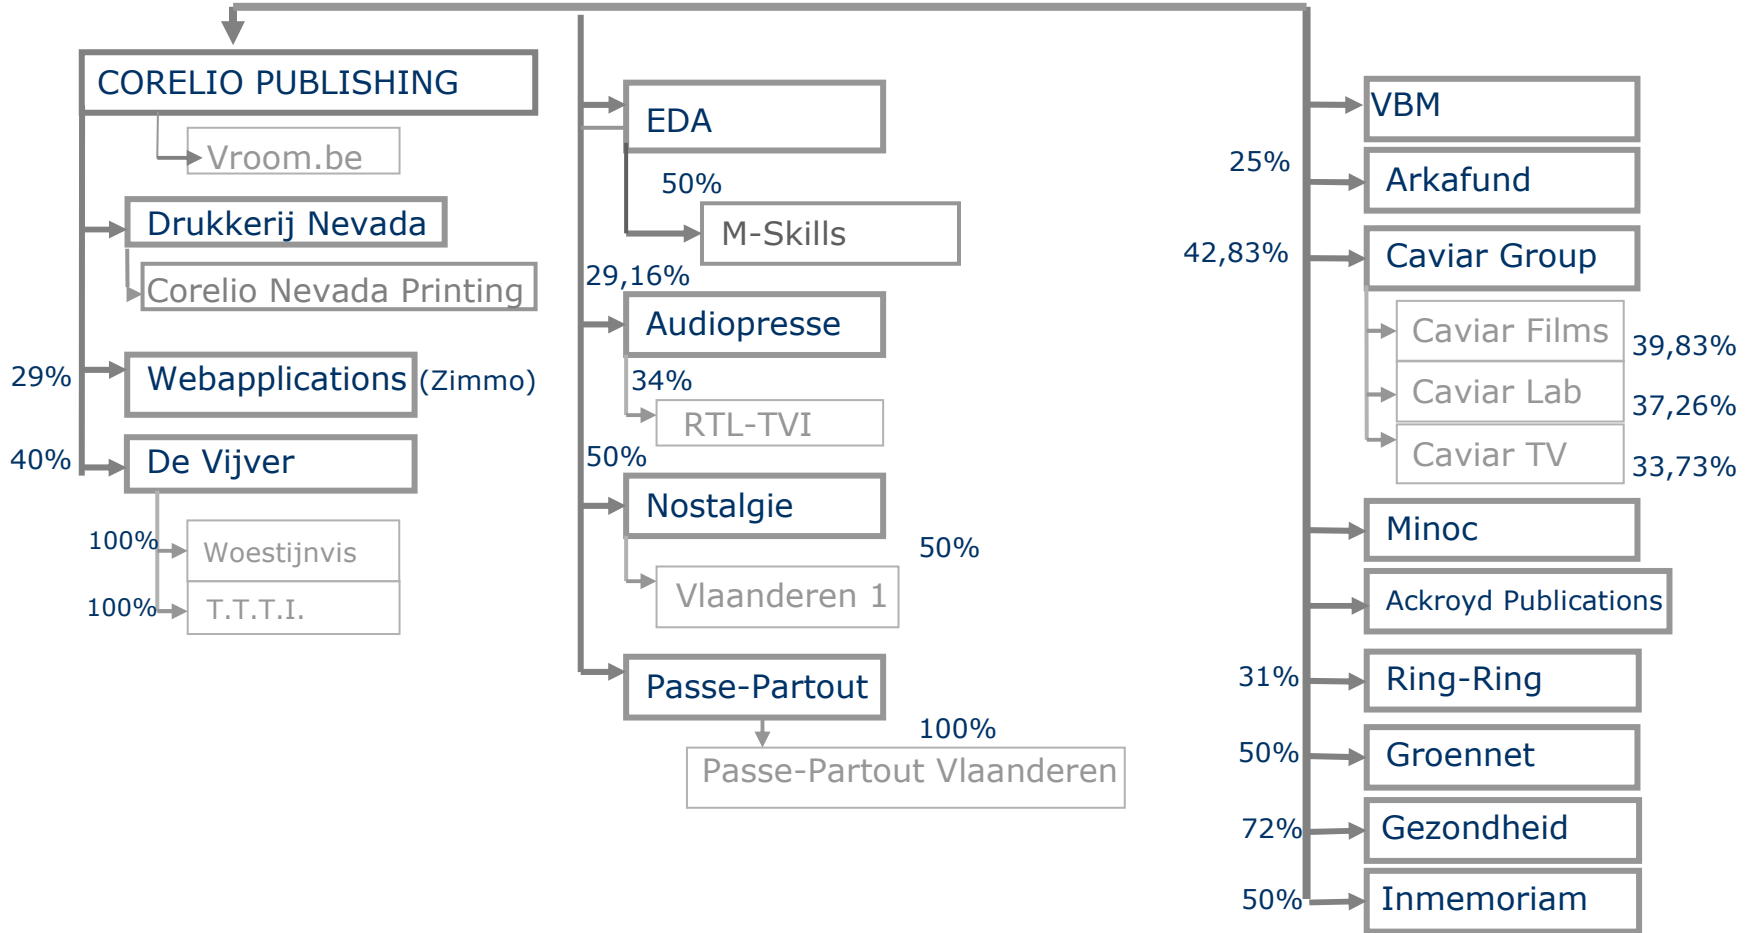 CORELIO PUBLISHING
Vroom.be
Drukkerij Nevada
Corelio Nevada Printing
29%
Webapplications (Zimmo)
40%
De Vijver
100%
Woestijnvis
100%
T.T.T.I.
EDA
50%
M-Skills
29,16%
Audiopresse
34%
RTL-TVI
50%
Nostalgie
50%
Vlaanderen 1
Passe-Partout
100%
Passe-Partout Vlaanderen
VBM
25%
Arkafund
42,83%
Caviar Group
Caviar Films
39,83%
Caviar Lab
37,26%
Caviar TV
33,73%
Minoc
Ackroyd Publications
31%
Ring-Ring
50%
Groennet
72%
Gezondheid
50%
Inmemoriam